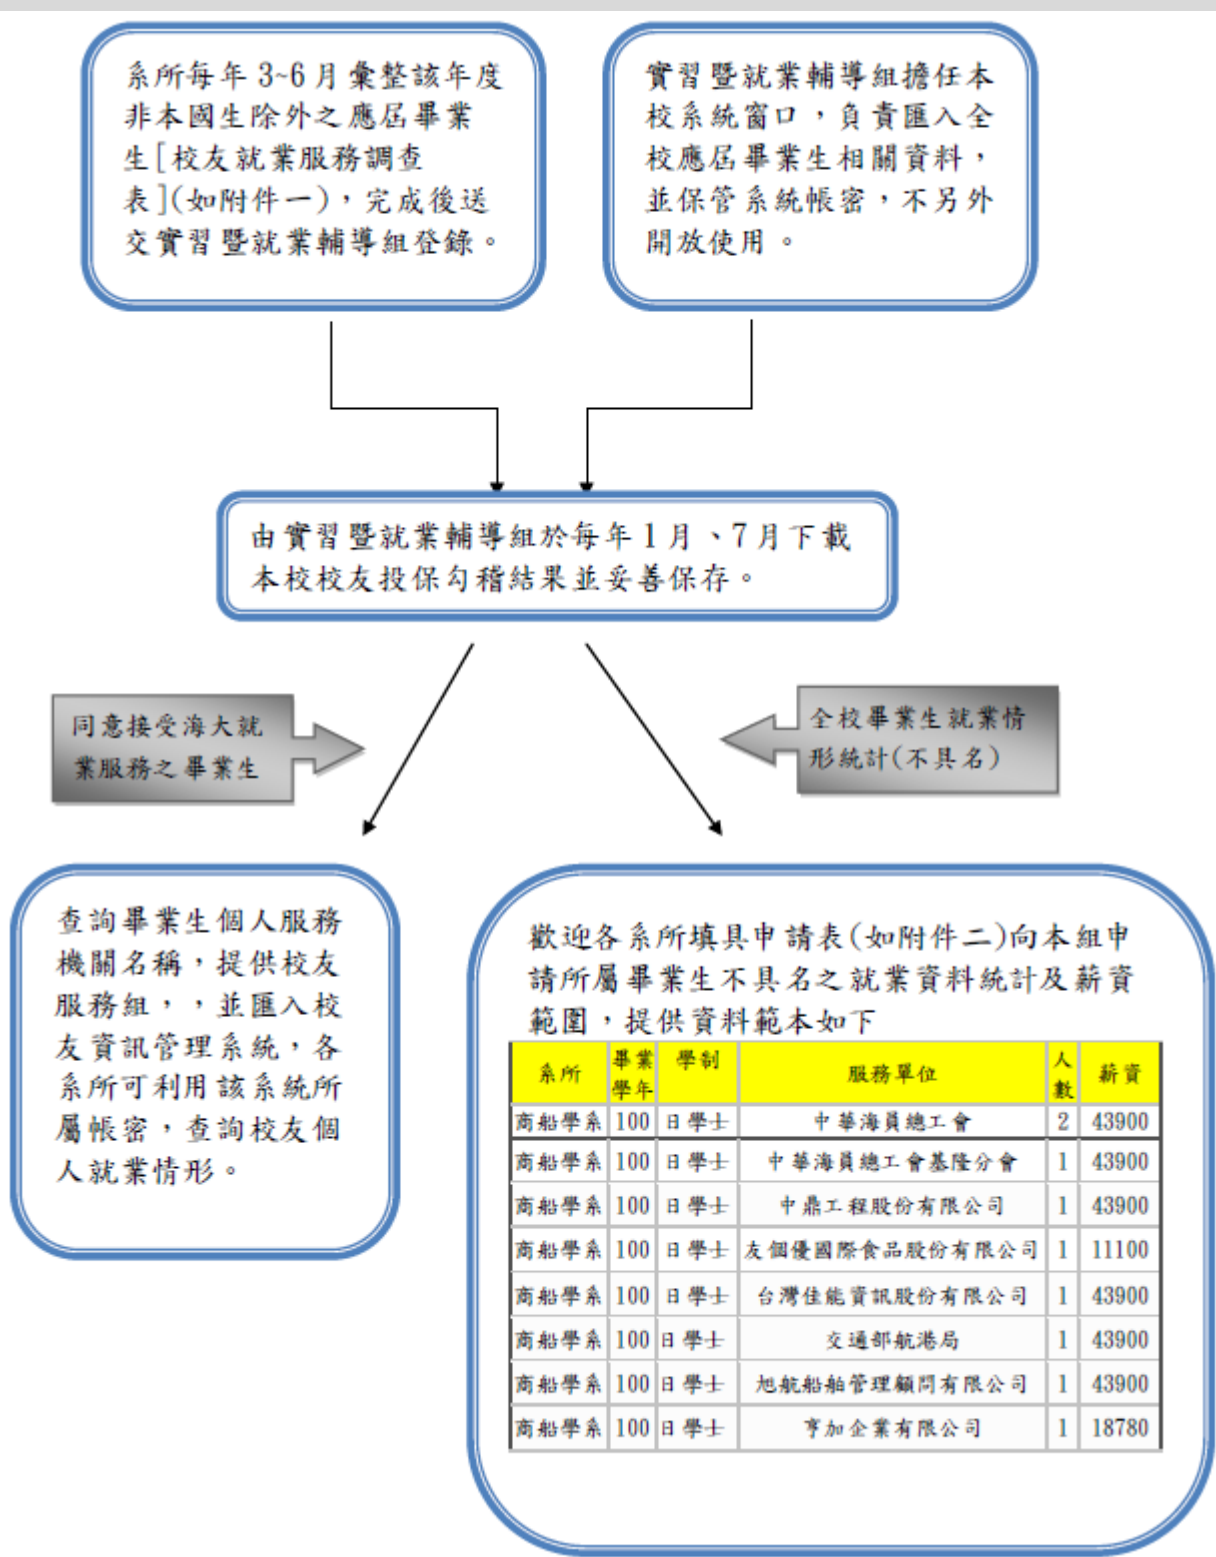 系所每年 3~6 月彙整該年度
非本國生除外之應屆畢業
生[校友就業服務調查
表](如附件一)，完成後送
交實習暨就業輔導組登錄。
實習暨就業輔導組擔任本
校系統窗口，負責匯入全
校應屆畢業生相關資料，
並保管系統帳密，不另外
開放使用。
由實習暨就業輔導組於每年 1 月、7 月下載
本校校友投保勾稽結果並妥善保存。
同意接受海大就
業服務之畢業生
全校畢業生就業情
形統計(不具名)
查詢畢業生個人服務
機關名稱，提供校友
服務組，，並匯入校
友資訊管理系統，各
系所可利用該系統所
屬帳密，查詢校友個
人就業情形。
歡迎各系所填具申請表(如附件二)向本組申
請所屬畢業生不具名之就業資料統計及薪資
範圍，提供資料範本如下
系所 畢業學年 學制 服務單位 人數 薪資
商船學系 100 日學士 中華海員總工會 2 43900
商船學系 100 日學士 中華海員總工會基隆分會 1 43900
商船學系 100 日學士 中鼎工程股份有限公司 1 43900
商船學系 100 日學士 友個優國際食品股份有限公司 1 11100
商船學系 100 日學士 台灣佳能資訊股份有限公司 1 43900
商船學系 100 日學士 交通部航港局 1 43900
商船學系 100 日學士 旭航船舶管理顧問有限公司 1 43900
商船學系 100 日學士 亨加企業有限公司 1 18780